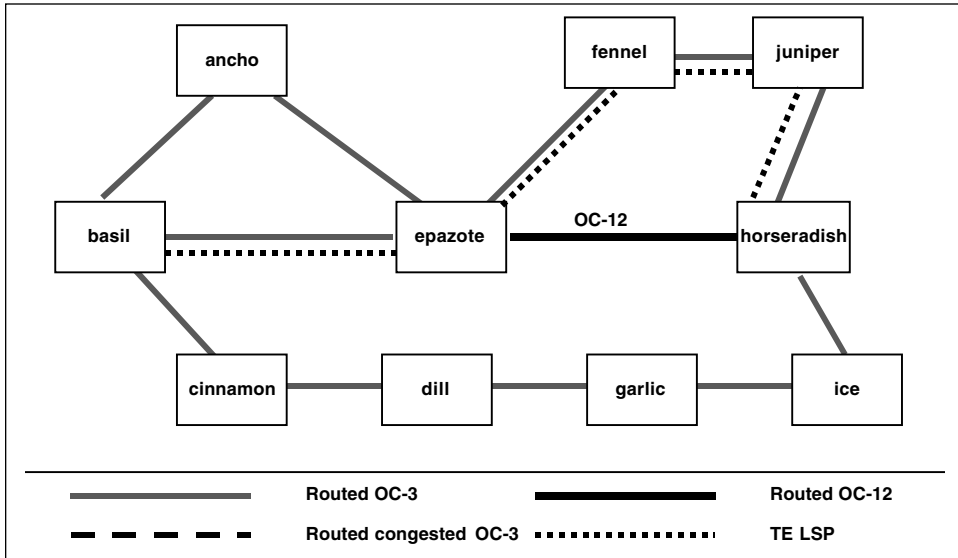 ancho
fennel
juniper
basil
epazote
OC-12
horseradish
cinnamon
dill
garlic
ice
Routed OC-3
Routed OC-12
Routed congested OC-3
TE LSP